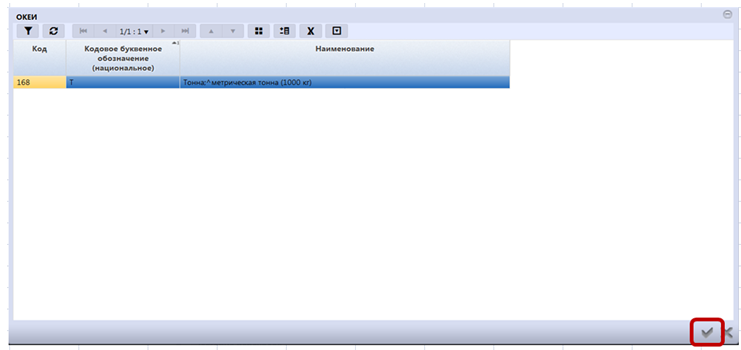 ОКЕИ
1/1 : 1
Код
Кодовое буквенное
обозначение
(национальное)
Наименование
168
Т
Тонна;^метрическая тонна (1000 кг)